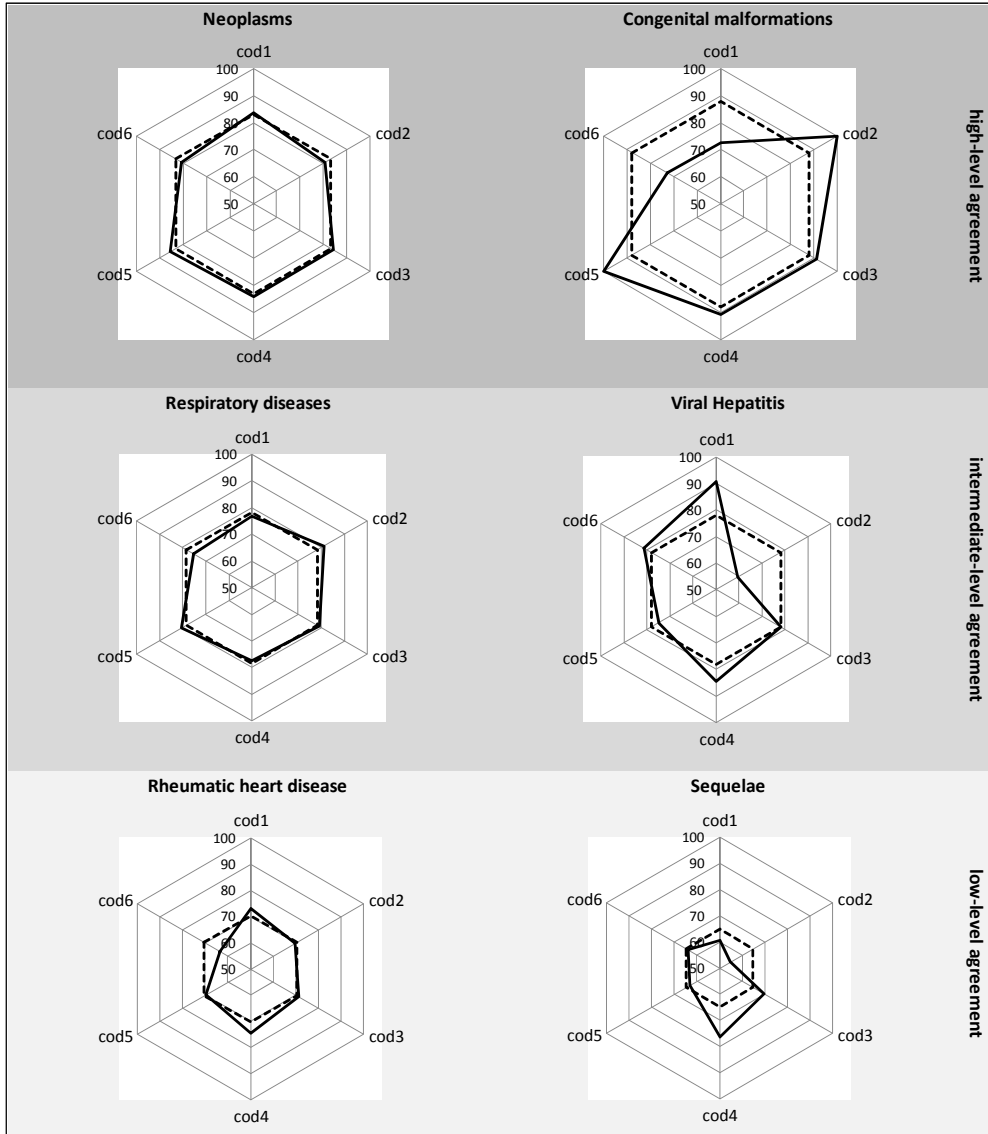 Neoplasms
cod1
100
90
80
70
60
50
cod2
cod3
cod4
cod5
cod6
Congenital malformations
cod1
100
90
80
70
60
50
cod2
cod3
cod4
cod5
cod6
high-level agreement
Respiratory diseases
cod1
100
90
80
70
60
50
cod2
cod3
cod4
cod5
cod6
Viral Hepatitis
cod1
100
90
80
70
60
50
cod2
cod3
cod4
cod5
cod6
intermediate-level agreement
Rheumatic heart disease
cod1
100
90
80
70
60
50
cod2
cod3
cod4
cod5
cod6
Sequelae
cod1
100
90
80
70
60
50
cod2
cod3
cod4
cod5
cod6
low-level agreement